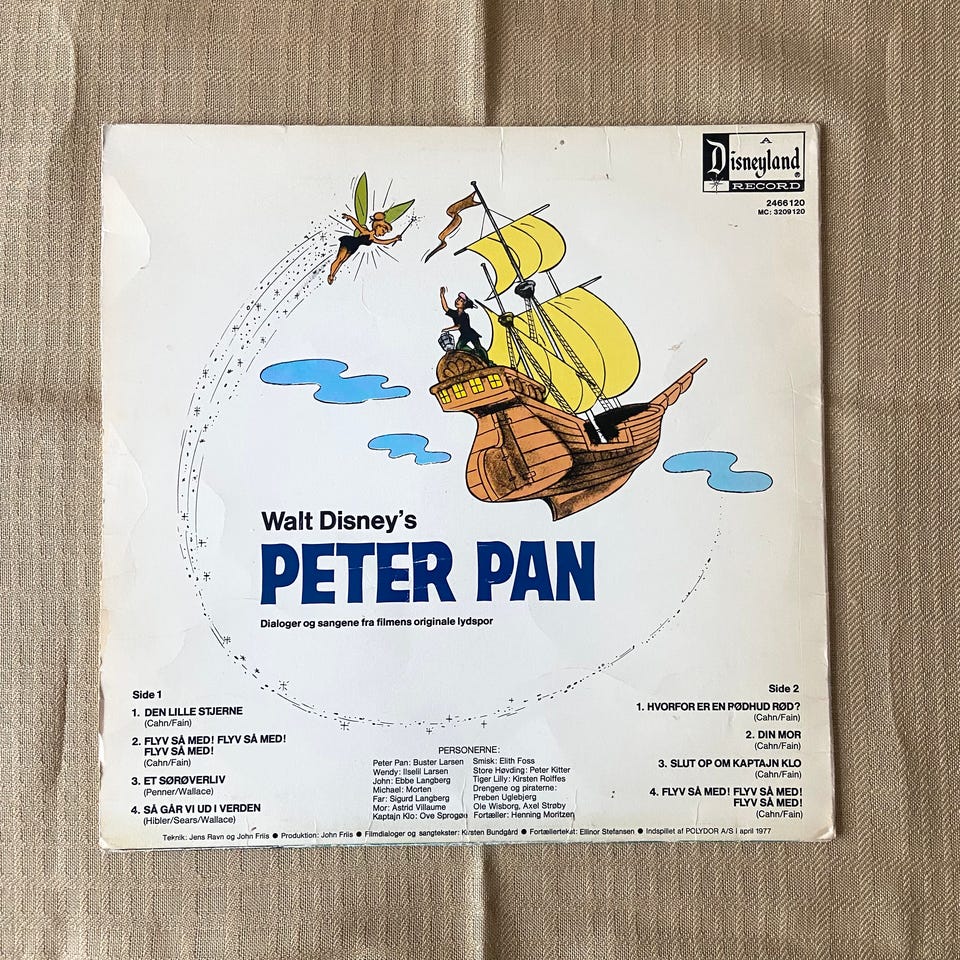 A
Disneyland
®
RECORD
2466120
MC: 3209120
Walt Disney's
PETER PAN
Dialoger og sangene fra filmens originale lydspor
Side 1
1. DEN LILLE STJERNE
(Cahn/Fain)
2. FLYV SÅ MED! FLYV SÅ MED!
FLYV SÅ MED!
(Cahn/Fain)
3. ET SØRØVERLIV
(Penner/Wallace)
4. SÅ GÅR VI UD I VERDEN
(Hibler/Sears/Wallace)
PERSONERNE:
Peter Pan: Buster Larsen
Wendy: Ilselil Larsen
John: Ebbe Langberg
Michael: Morten
Far: Sigurd Langberg
Mor: Astrid Villaume
Kaptajn Klo: Ove Sprogøe
Smisk: Elith Foss
Store Høvding: Peter Kitter
Tiger Lilly: Kirsten Rolffes
Drengene og piraterne:
Preben Uglebjerg
Ole Wisborg, Axel Strøby
Fortæller: Henning Moritzen
Side 2
1. HVORFOR ER EN PØDHUD RØD?
(Cahn/Fain)
2. DIN MOR
(Cahn/Fain)
3. SLUT OP OM KAPTAJN KLO
(Cahn/Fain)
4. FLYV SÅ MED! FLYV SÅ MED!
FLYV SÅ MED!
(Cahn/Fain)
Teknik: Jens Ravn og John Friis ● Produktion: John Friis ● Filmdialoger og sangtekster: Kirsten Bundgård ● Fortællertekst: Ellinor Stefansen ● Indspillet af POLYDOR A/S i april 1977